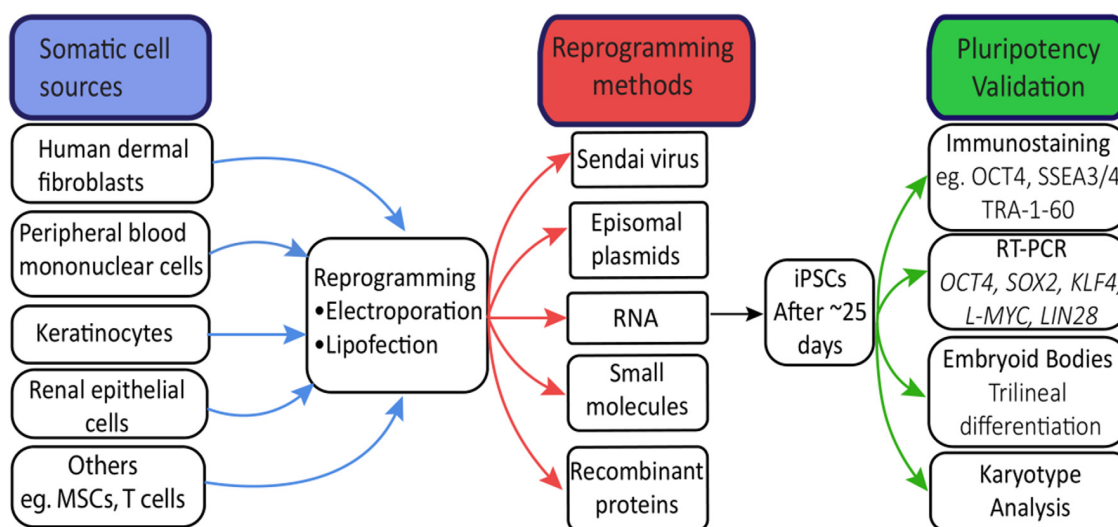 Somatic cell
sources
Human dermal
fibroblasts
Peripheral blood
mononuclear cells
Keratinocytes
Renal epithelial
cells
Others
eg. MSCs, T cells
Reprogramming
•Electroporation
•Lipofection
Reprogramming
methods
Sendai virus
Episomal
plasmids
RNA
Small
molecules
Recombinant
proteins
iPSCs
After ~25
days
Pluripotency
Validation
Immunostaining
eg. OCT4, SSEA3/4
TRA-1-60
RT-PCR
OCT4, SOX2, KLF4,
L-MYC, LIN28
Embryoid Bodies
Trilineal
differentiation
Karyotype
Analysis